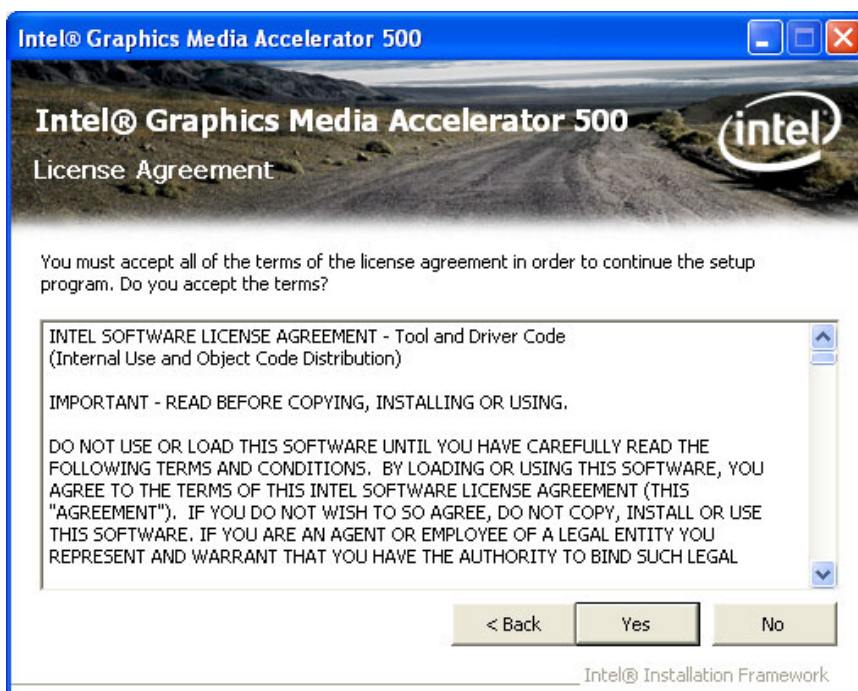 Intel® Graphics Media Accelerator 500
Intel® Graphics Media Accelerator 500
intel
License Agreement
You must accept all of the terms of the license agreement in order to continue the setup
program. Do you accept the terms?
INTEL SOFTWARE LICENSE AGREEMENT - Tool and Driver Code
(Internal Use and Object Code Distribution)
IMPORTANT - READ BEFORE COPYING, INSTALLING OR USING.
DO NOT USE OR LOAD THIS SOFTWARE UNTIL YOU HAVE CAREFULLY READ THE
FOLLOWING TERMS AND CONDITIONS.  BY LOADING OR USING THIS SOFTWARE, YOU
AGREE TO THE TERMS OF THIS INTEL SOFTWARE LICENSE AGREEMENT (THIS
"AGREEMENT").  IF YOU DO NOT WISH TO SO AGREE, DO NOT COPY, INSTALL OR USE
THIS SOFTWARE. IF YOU ARE AN AGENT OR EMPLOYEE OF A LEGAL ENTITY YOU
REPRESENT AND WARRANT THAT YOU HAVE THE AUTHORITY TO BIND SUCH LEGAL
< Back
Yes
No
Intel® Installation Framework